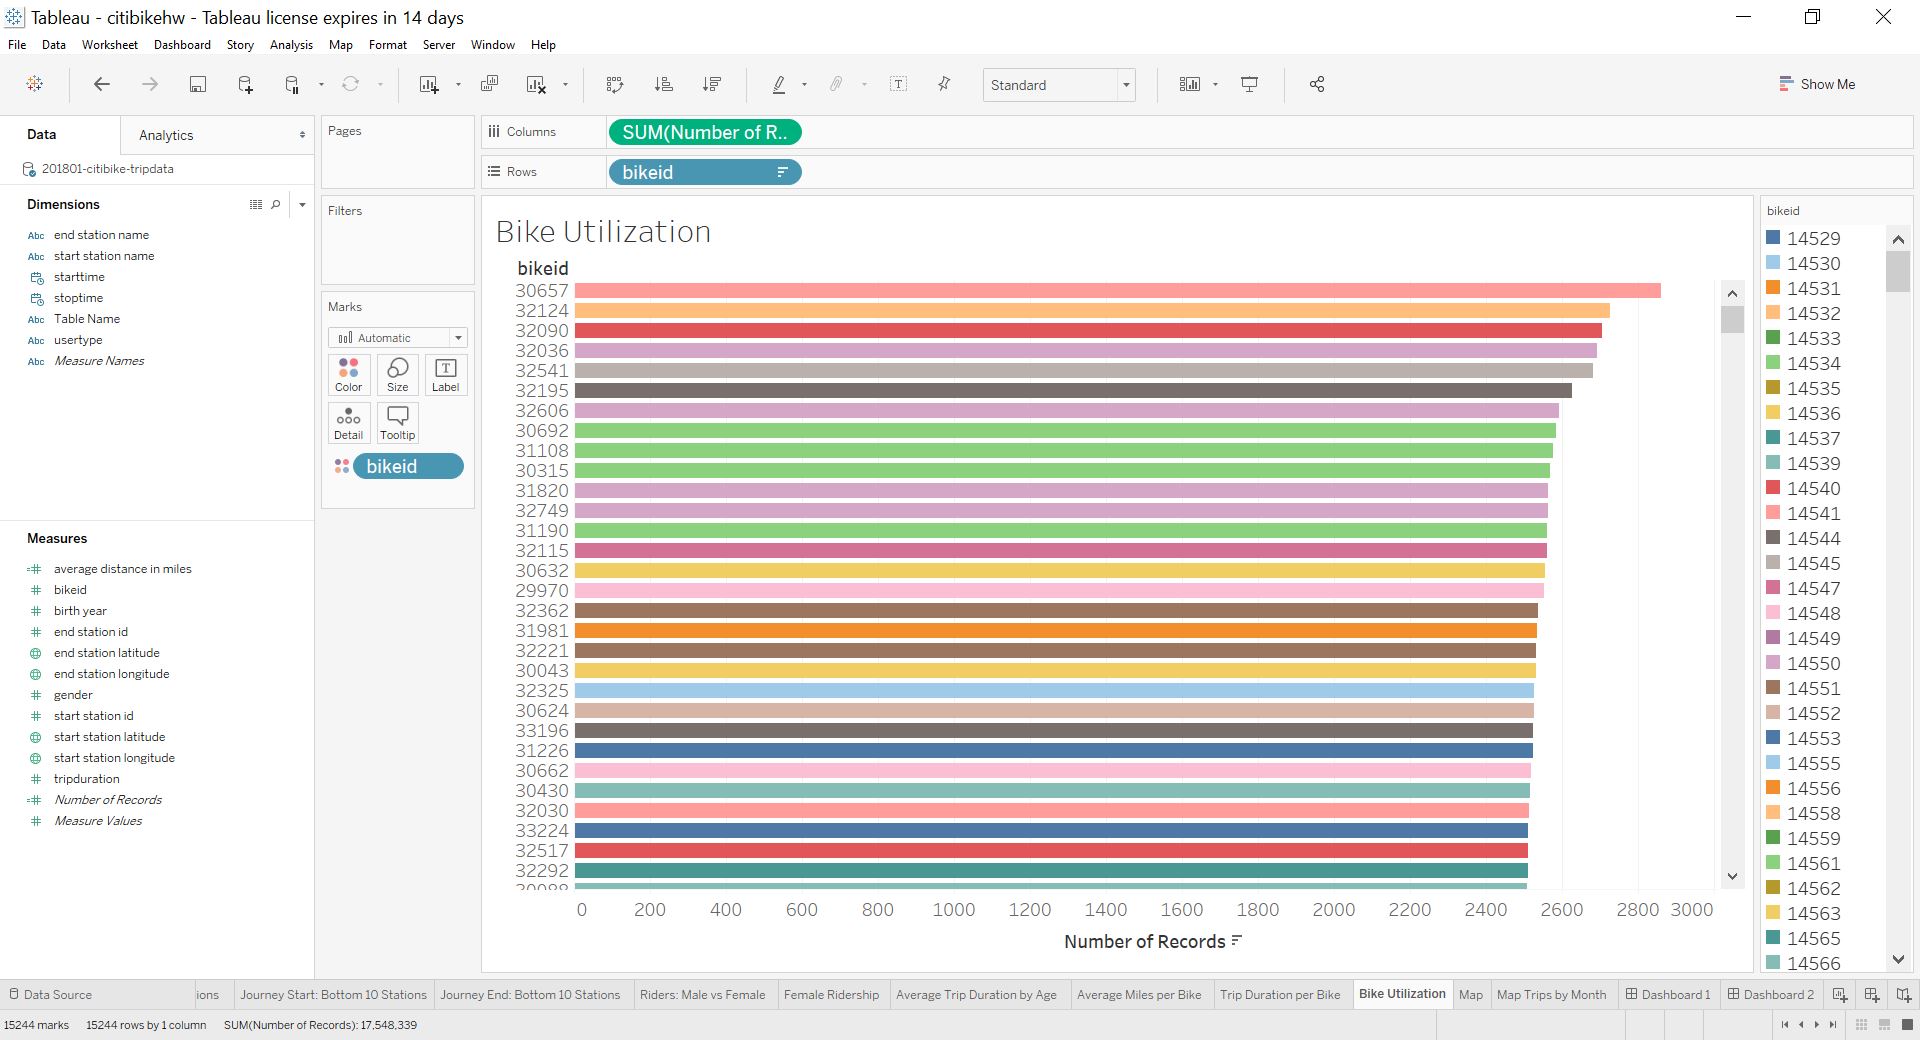 Tableau - citibikehw - Tableau license expires in 14 days
File Data Worksheet Dashboard Story Analysis Map Format Server Window Help
Standard
Show Me
Data
Analytics
201801-citibike-tripdata
Dimensions
Abc end station name
Abc start station name
starttime
stoptime
Abc Table Name
Abc usertype
Abc Measure Names
Measures
average distance in miles
bikeid
birth year
end station id
end station latitude
end station longitude
gender
start station id
start station latitude
start station longitude
tripduration
Number of Records
Measure Values
Pages
Filters
Marks
Automatic
Color Size Label
Detail Tooltip
bikeid
Columns SUM(Number of R..
Rows bikeid
Bike Utilization
bikeid
30657
32124
32090
32036
32541
32195
32606
30692
31108
30315
31820
32749
31190
32115
30632
29970
32362
31981
32221
30043
32325
30624
33196
31226
30662
30430
32030
33224
32517
32292
0 200 400 600 800 1000 1200 1400 1600 1800 2000 2200 2400 2600 2800 3000
Number of Records
bikeid
14529
14530
14531
14532
14533
14534
14535
14536
14537
14539
14540
14541
14544
14545
14547
14548
14549
14550
14551
14552
14553
14555
14556
14558
14559
14561
14562
14563
14565
14566
Data Source ions Journey Start: Bottom 10 Stations Journey End: Bottom 10 Stations Riders: Male vs Female Female Ridership Average Trip Duration by Age Average Miles per Bike Trip Duration per Bike Bike Utilization Map Map Trips by Month Dashboard 1 Dashboard 2
15244 marks 15244 rows by 1 column SUM(Number of Records): 17,548,339